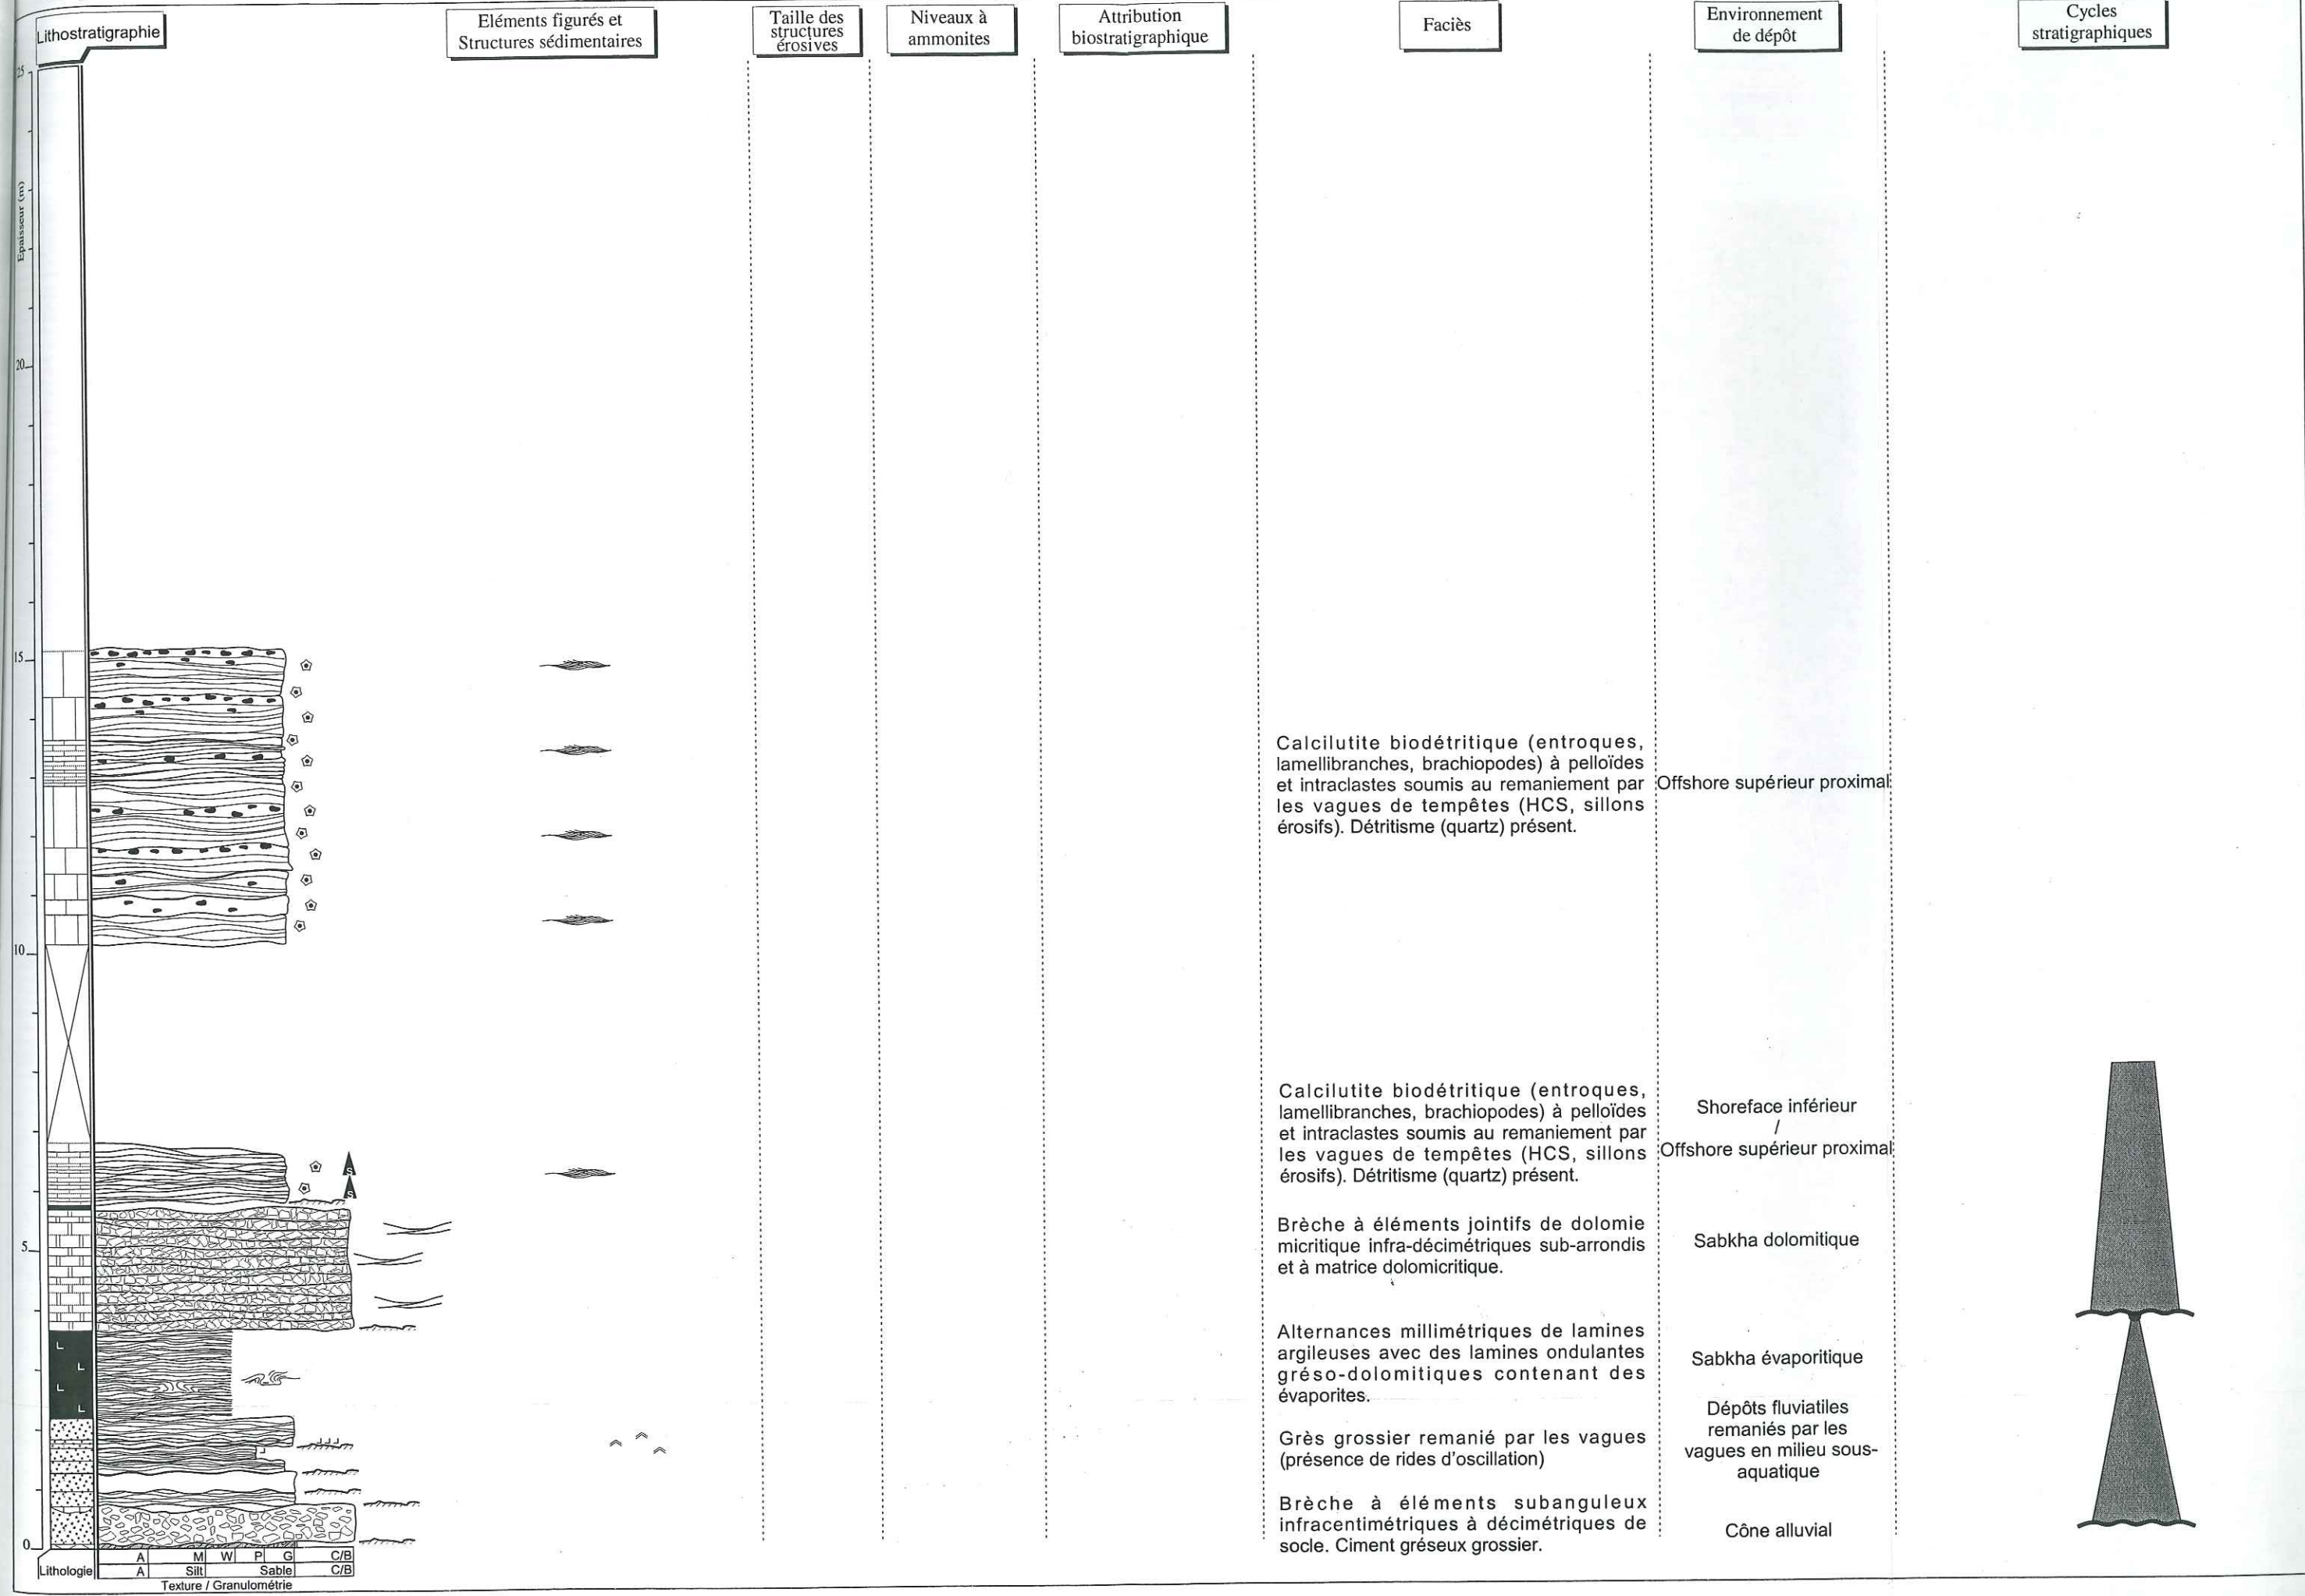 Lithostratigraphie
Eléments figurés et
Structures sédimentaires
Taille des
structures
érosives
Niveaux à
ammonites
Attribution
biostratigraphique
Faciès
Environnement
de dépôt
Cycles
stratigraphiques
25
Epaisseur (m)
20
15
10
5
0
Calcilutite biodétritique (entroques,
lamellibranches, brachiopodes) à pelloïdes
et intraclastes soumis au remaniement par
les vagues de tempêtes (HCS, sillons
érosifs). Détritisme (quartz) présent.
Offshore supérieur proximal
Calcilutite biodétritique (entroques,
lamellibranches, brachiopodes) à pelloïdes
et intraclastes soumis au remaniement par
les vagues de tempêtes (HCS, sillons
érosifs). Détritisme (quartz) présent.
Shoreface inférieur
/
Offshore supérieur proximal
S
S
Brèche à éléments jointifs de dolomie
micritique infra-décimétriques sub-arrondis
et à matrice dolomicritique.
Sabkha dolomitique
Alternances millimétriques de lamines
argileuses avec des lamines ondulantes
gréso-dolomitiques contenant des
évaporites.
Sabkha évaporitique
Grès grossier remanié par les vagues
(présence de rides d'oscillation)
Dépôts fluviatiles
remaniés par les
vagues en milieu sous-
aquatique
Brèche à éléments subanguleux
infracentimétriques à décimétriques de
socle. Ciment gréseux grossier.
Cône alluvial
Lithologie
A M W P G C/B
A Silt Sable C/B
Texture / Granulométrie